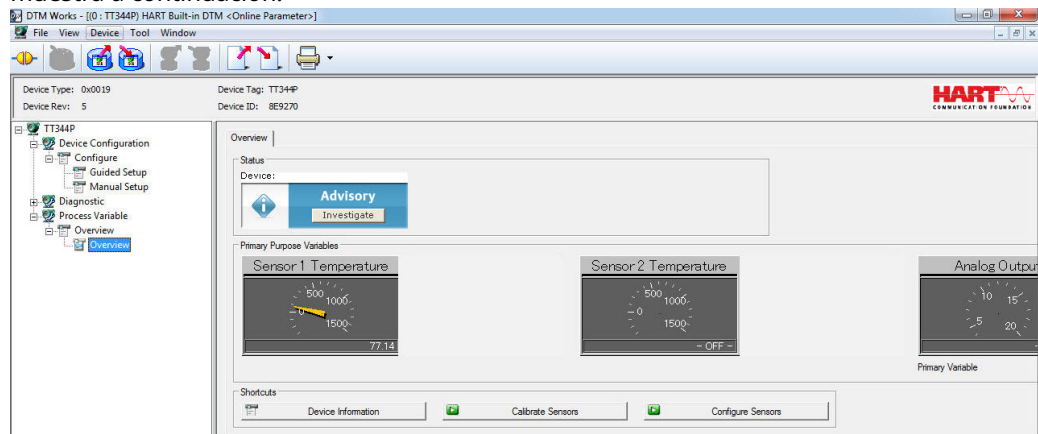 DTM Works - [(0 : TT344P) HART Built-in DTM <Online Parameter>]
File View Device Tool Window
Device Type: 0x0019
Device Tag: TT344P
Device Rev: 5
Device ID: 8E9270
HART
COMMUNICATION FOUNDATION
TT344P
Device Configuration
Configure
Guided Setup
Manual Setup
Diagnostic
Process Variable
Overview
Overview
Overview
Status
Device:
Advisory
Investigate
Primary Purpose Variables
Sensor 1 Temperature
500
1000
0
1500
77.14
Sensor 2 Temperature
500
1000
0
1500
- OFF -
Analog Outpu
10
15
5
20
Primary Variable
Shortcuts
Device Information
Calibrate Sensors
Configure Sensors